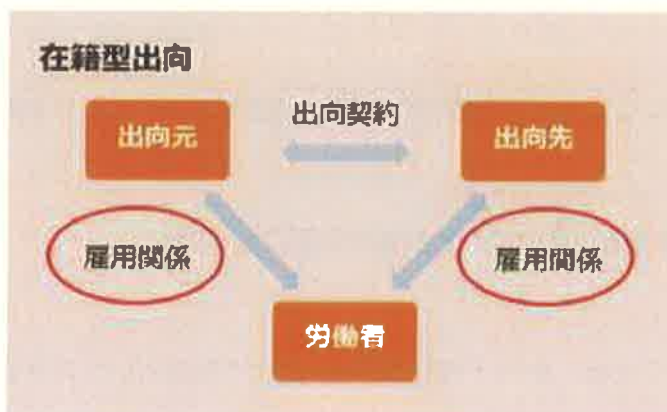 在籍型出向
出向契約
出向元
出向先
雇用関係
雇用関係
労働者